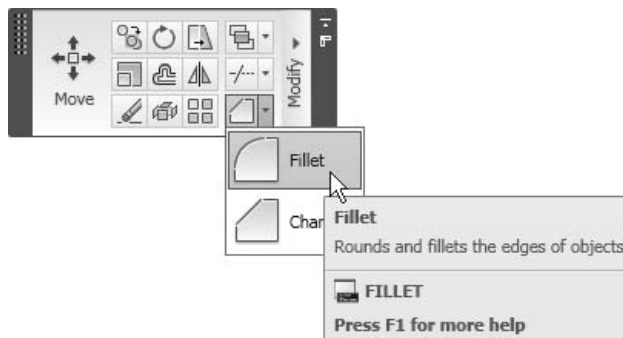 Move
Modify
Fillet
Char
Fillet
Rounds and fillets the edges of objects
FILLET
Press F1 for more help